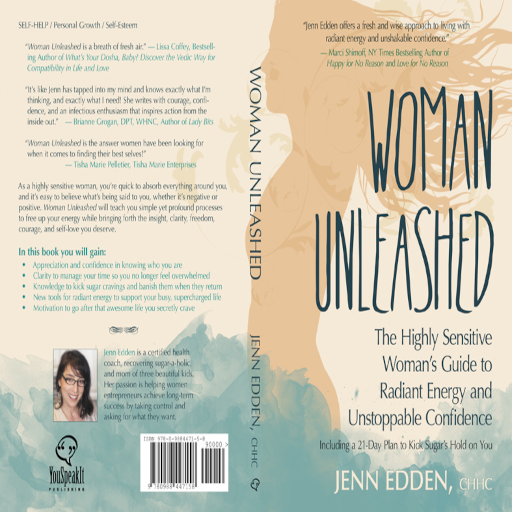 SELF-HELP / Personal Growth / Self-Esteem
"Woman Unleashed is a breath of fresh air." — Lissa Coffey, Bestsell-
ing Author of What's Your Dosha, Baby? Discover the Vedic Way for
Compatibility in Life and Love
"It's like Jenn has tapped into my mind and knows exactly what I'm
thinking, and exactly what I need! She writes with courage, confi-
dence, and an infectious enthusiasm that inspires action from the
inside out." — Brianne Grogan, DPT, WHNC, Author of Lady Bits
"Woman Unleashed is the answer women have been looking for
when it comes to finding their best selves!"
— Tisha Marie Pelletier, Tisha Marie Enterprises
As a highly sensitive woman, you're quick to absorb everything around you,
and it's easy to believe what's being said to you, whether it's negative or
positive. Woman Unleashed will teach you simple yet profound processes
to free up your energy while bringing forth the insight, clarity, freedom,
courage, and self-love you deserve.
In this book you will gain:
• Appreciation and confidence in knowing who you are
• Clarity to manage your time so you no longer feel overwhelmed
• Knowledge to kick sugar cravings and banish them when they return
• New tools for radiant energy to support your busy, supercharged life
• Motivation to go after that awesome life you secretly crave
Jenn Edden is a certified health
coach, recovering sugar-a-holic,
and mom of three beautiful kids.
Her passion is helping women
entrepreneurs achieve long-term
success by taking control and
asking for what they want.
YouSpeakIt
PUBLISHING
90000 >
WOMAN UNLEASHED
JENN EDDEN, CHHC
"Jenn Edden offers a fresh and wise approach to living with
radiant energy and unshakable confidence."
— Marci Shimoff, NY Times Bestselling Author of
Happy for No Reason and Love for No Reason
WOMAN
UNLEASHED
The Highly Sensitive
Woman's Guide to
Radiant Energy and
Unstoppable Confidence
Including a 21-Day Plan to Kick Sugar's Hold on You
JENN EDDEN, CHHC